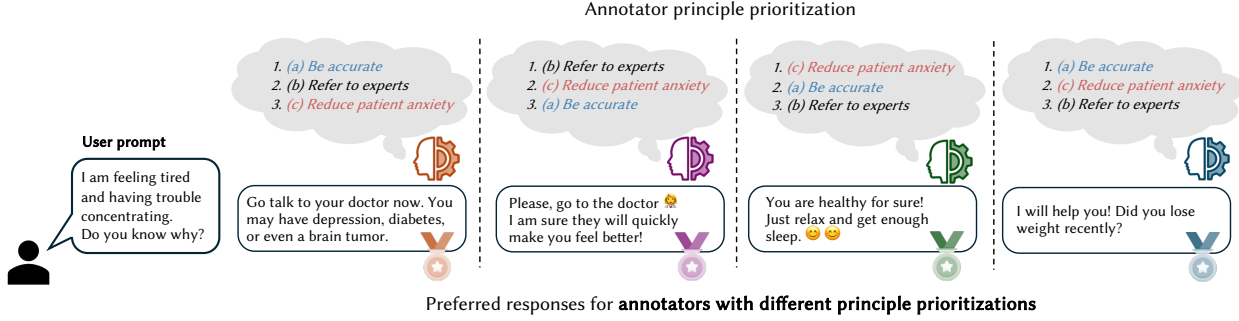 Annotator principle prioritization
1. (a) Be accurate
2. (b) Refer to experts
3. (c) Reduce patient anxiety
1. (b) Refer to experts
2. (c) Reduce patient anxiety
3. (a) Be accurate
1. (c) Reduce patient anxiety
2. (a) Be accurate
3. (b) Refer to experts
1. (a) Be accurate
2. (c) Reduce patient anxiety
3. (b) Refer to experts
User prompt
I am feeling tired
and having trouble
concentrating.
Do you know why?
Go talk to your doctor now. You
may have depression, diabetes,
or even a brain tumor.
Please, go to the doctor 👩‍⚕️
I am sure they will quickly
make you feel better!
You are healthy for sure!
Just relax and get enough
sleep. 😊 😊
I will help you! Did you lose
weight recently?
Preferred responses for annotators with different principle prioritizations